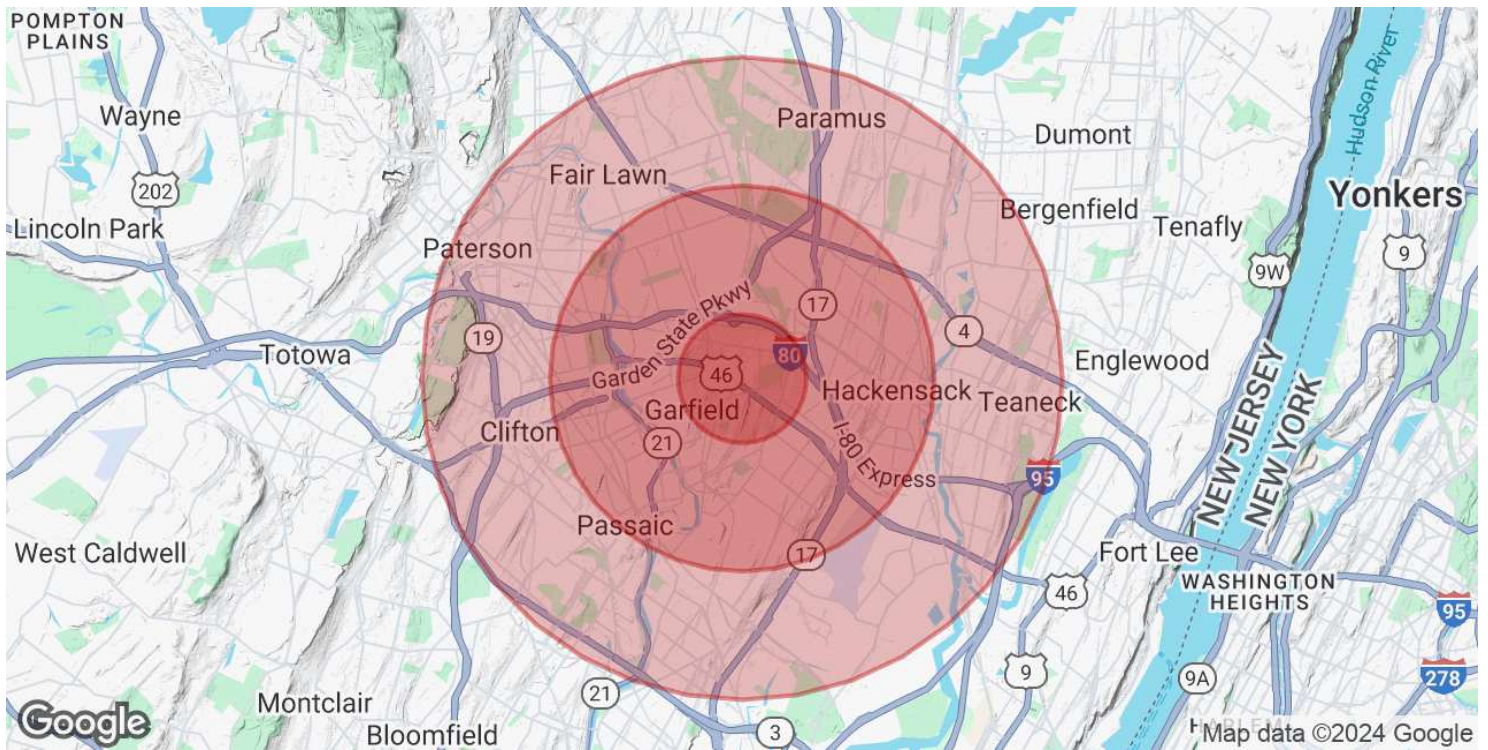 POMPTON
PLAINS
Wayne
202
Lincoln Park
Paramus
Dumont
Hudson River
Fair Lawn
Bergenfield
Yonkers
Tenafly
Paterson
9
9W
17
Garden State Pkwy
19
4
80
Totowa
Englewood
46
Hackensack
Teaneck
Garfield
Clifton
21
NEW JERSEY
NEW YORK
I-80 Express
95
Passaic
17
West Caldwell
Fort Lee
WASHINGTON
HEIGHTS
46
95
9
9A
278
21
Montclair
3
Bloomfield
Google
Map data ©2024 Google